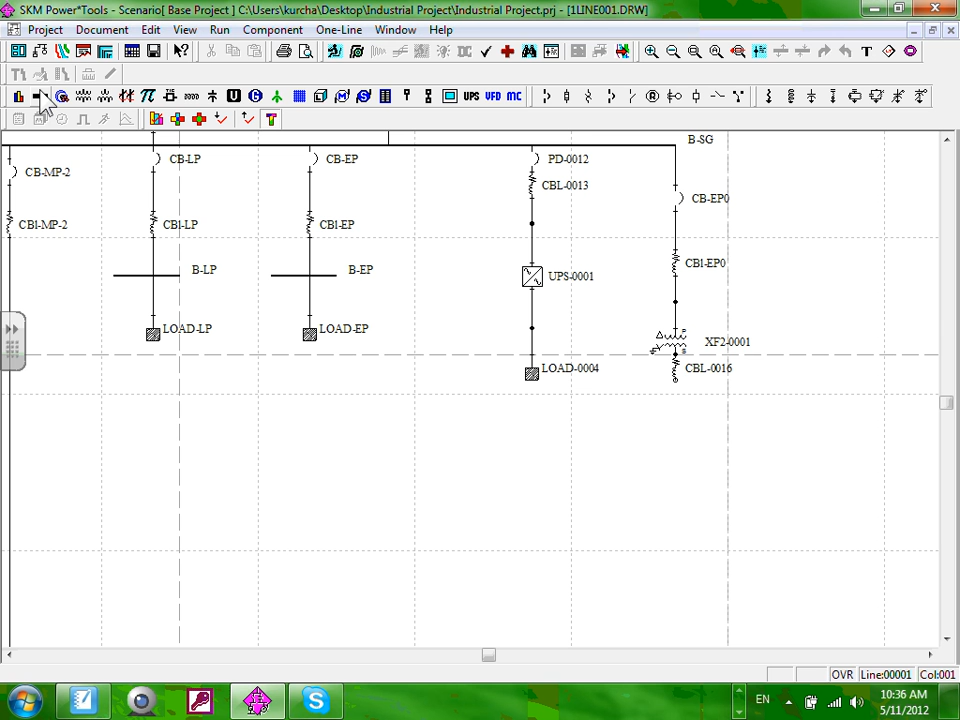 SKM Power*Tools - Scenario[ Base Project ] C:\Users\kurcha\Desktop\Industrial Project\Industrial Project.prj - [1LINE001.DRW]
Project Document Edit View Run Component One-Line Window Help
DC T
U UPS VFD MC R
B-SG
CB-LP CB-EP PD-0012
CB-MP-2
CBL-0013
CB-EP0
CBl-MP-2 CBl-LP CBl-EP
CBl-EP0
B-LP B-EP
UPS-0001
LOAD-LP LOAD-EP
XF2-0001
LOAD-0004 CBL-0016
OVR Line:00001 Col:001
EN
10:36 AM
5/11/2012